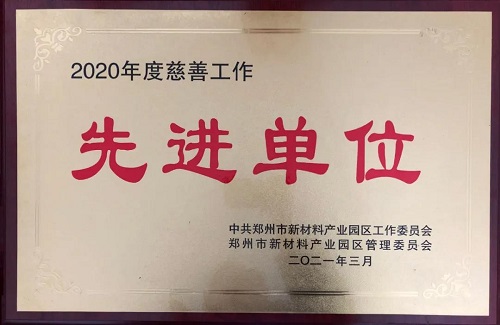 2020年度慈善工作
先进单位
中共郑州市新材料产业园区工作委员会
郑州市新材料产业园区管理委员会
二〇二一年三月